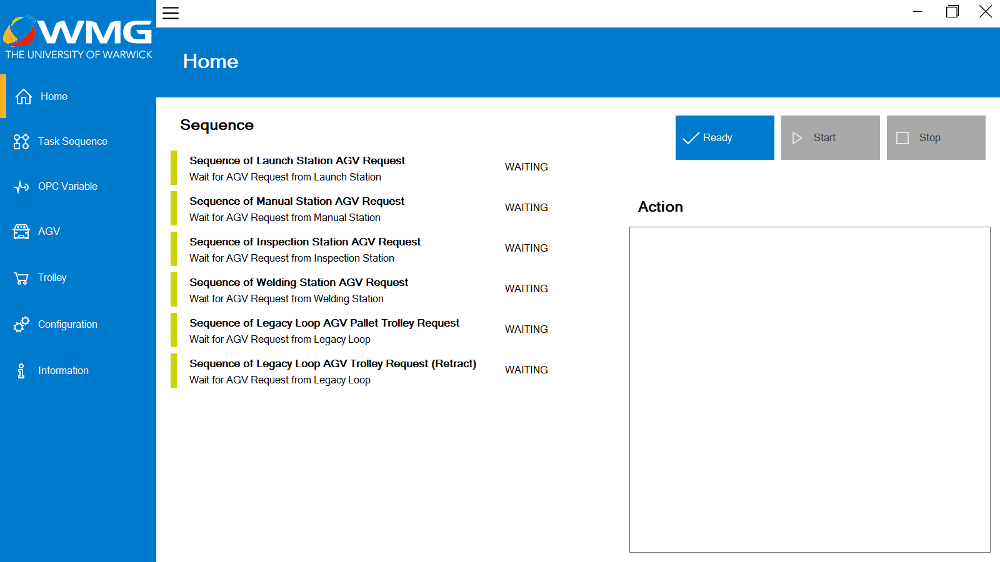 WMG
THE UNIVERSITY OF WARWICK
Home
Task Sequence
OPC Variable
AGV
Trolley
Configuration
Information
Home
Sequence
Sequence of Launch Station AGV Request
Wait for AGV Request from Launch Station
WAITING
Sequence of Manual Station AGV Request
Wait for AGV Request from Manual Station
WAITING
Sequence of Inspection Station AGV Request
Wait for AGV Request from Inspection Station
WAITING
Sequence of Welding Station AGV Request
Wait for AGV Request from Welding Station
WAITING
Sequence of Legacy Loop AGV Pallet Trolley Request
Wait for AGV Request from Legacy Loop
WAITING
Sequence of Legacy Loop AGV Trolley Request (Retract)
Wait for AGV Request from Legacy Loop
WAITING
Ready
Start
Stop
Action